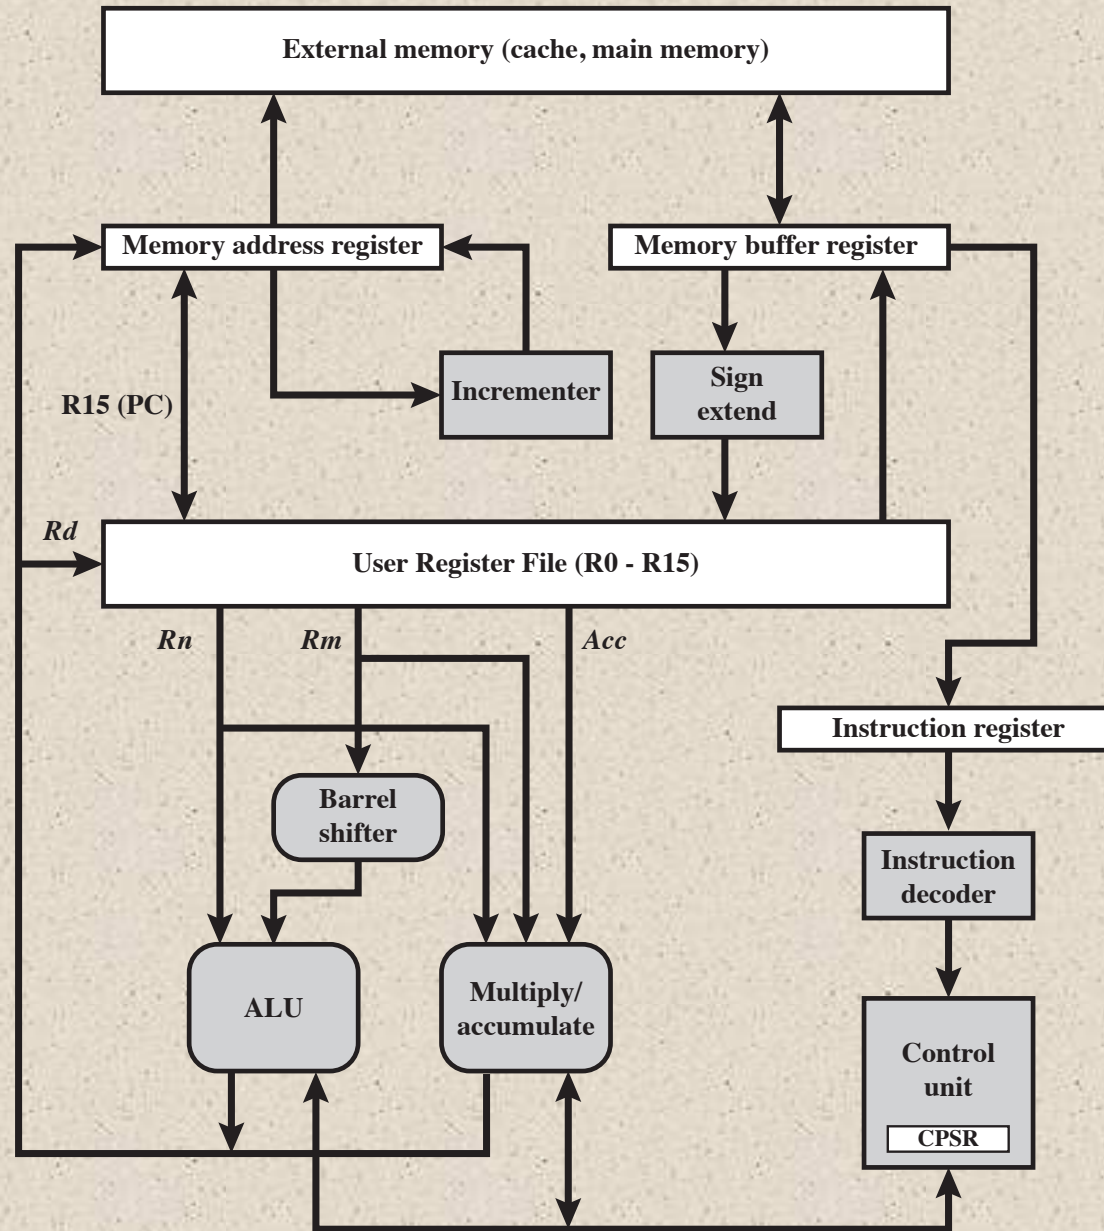 External memory (cache, main memory)
Memory address register
Memory buffer register
Incrementer
Sign
extend
R15 (PC)
Rd
User Register File (R0 - R15)
Rn
Rm
Acc
Instruction register
Barrel
shifter
Instruction
decoder
ALU
Multiply/
accumulate
Control
unit
CPSR